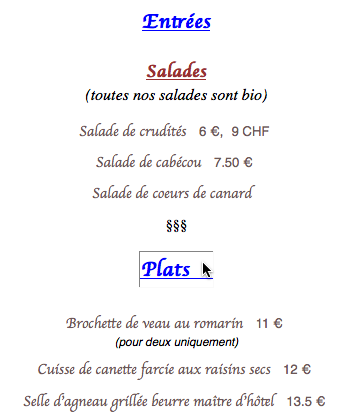 Entrées
Salades
(toutes nos salades sont bio)
Salade de crudités 6 €, 9 CHF
Salade de cabécou 7.50 €
Salade de coeurs de canard
§§§
Plats
Brochette de veau au romarin 11 €
(pour deux uniquement)
Cuisse de canette farcie aux raisins secs 12 €
Selle d'agneau grillée beurre maître d'hôtel 13.5 €